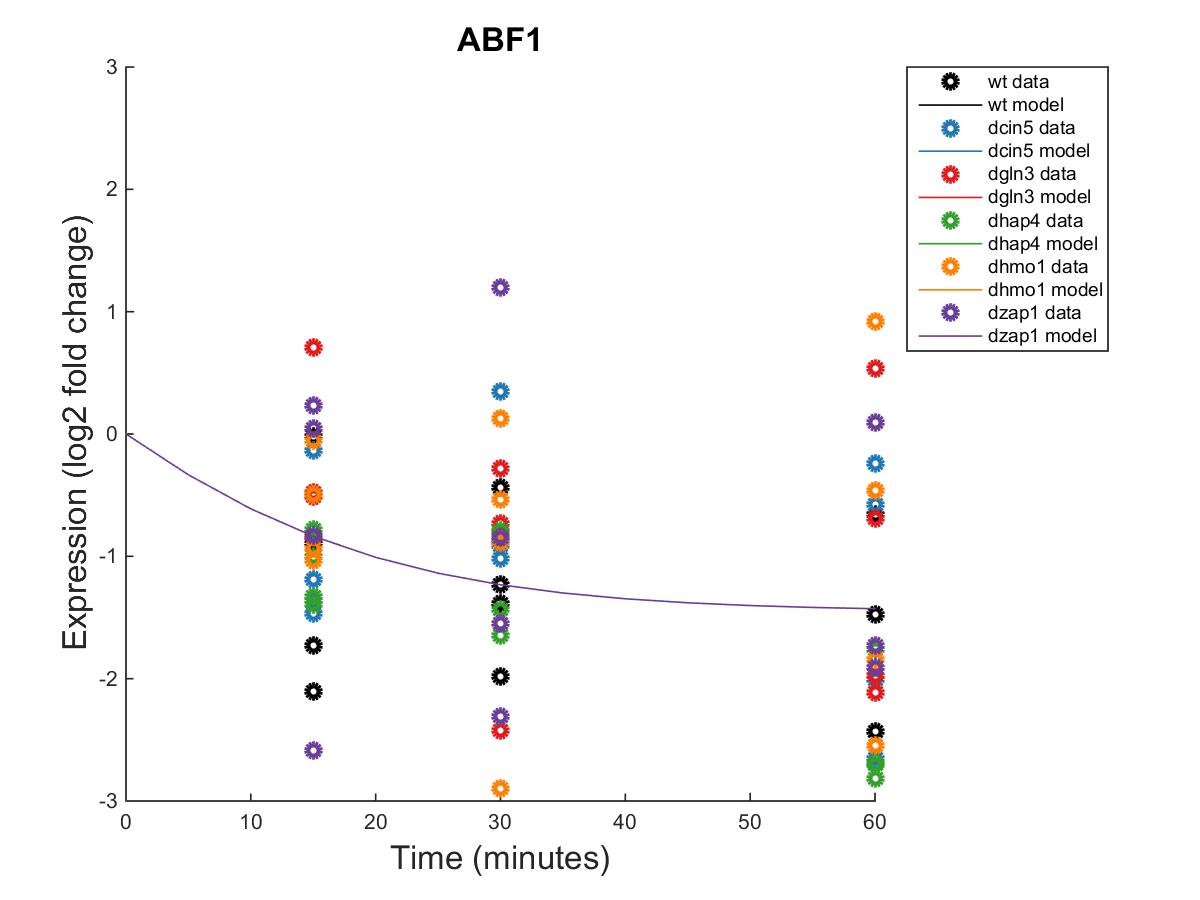 ABF1
3
2
1
0
-1
-2
-3
Expression (log2 fold change)
0
10
20
30
40
50
60
Time (minutes)
wt data
wt model
dcin5 data
dcin5 model
dgln3 data
dgln3 model
dhap4 data
dhap4 model
dhmo1 data
dhmo1 model
dzap1 data
dzap1 model